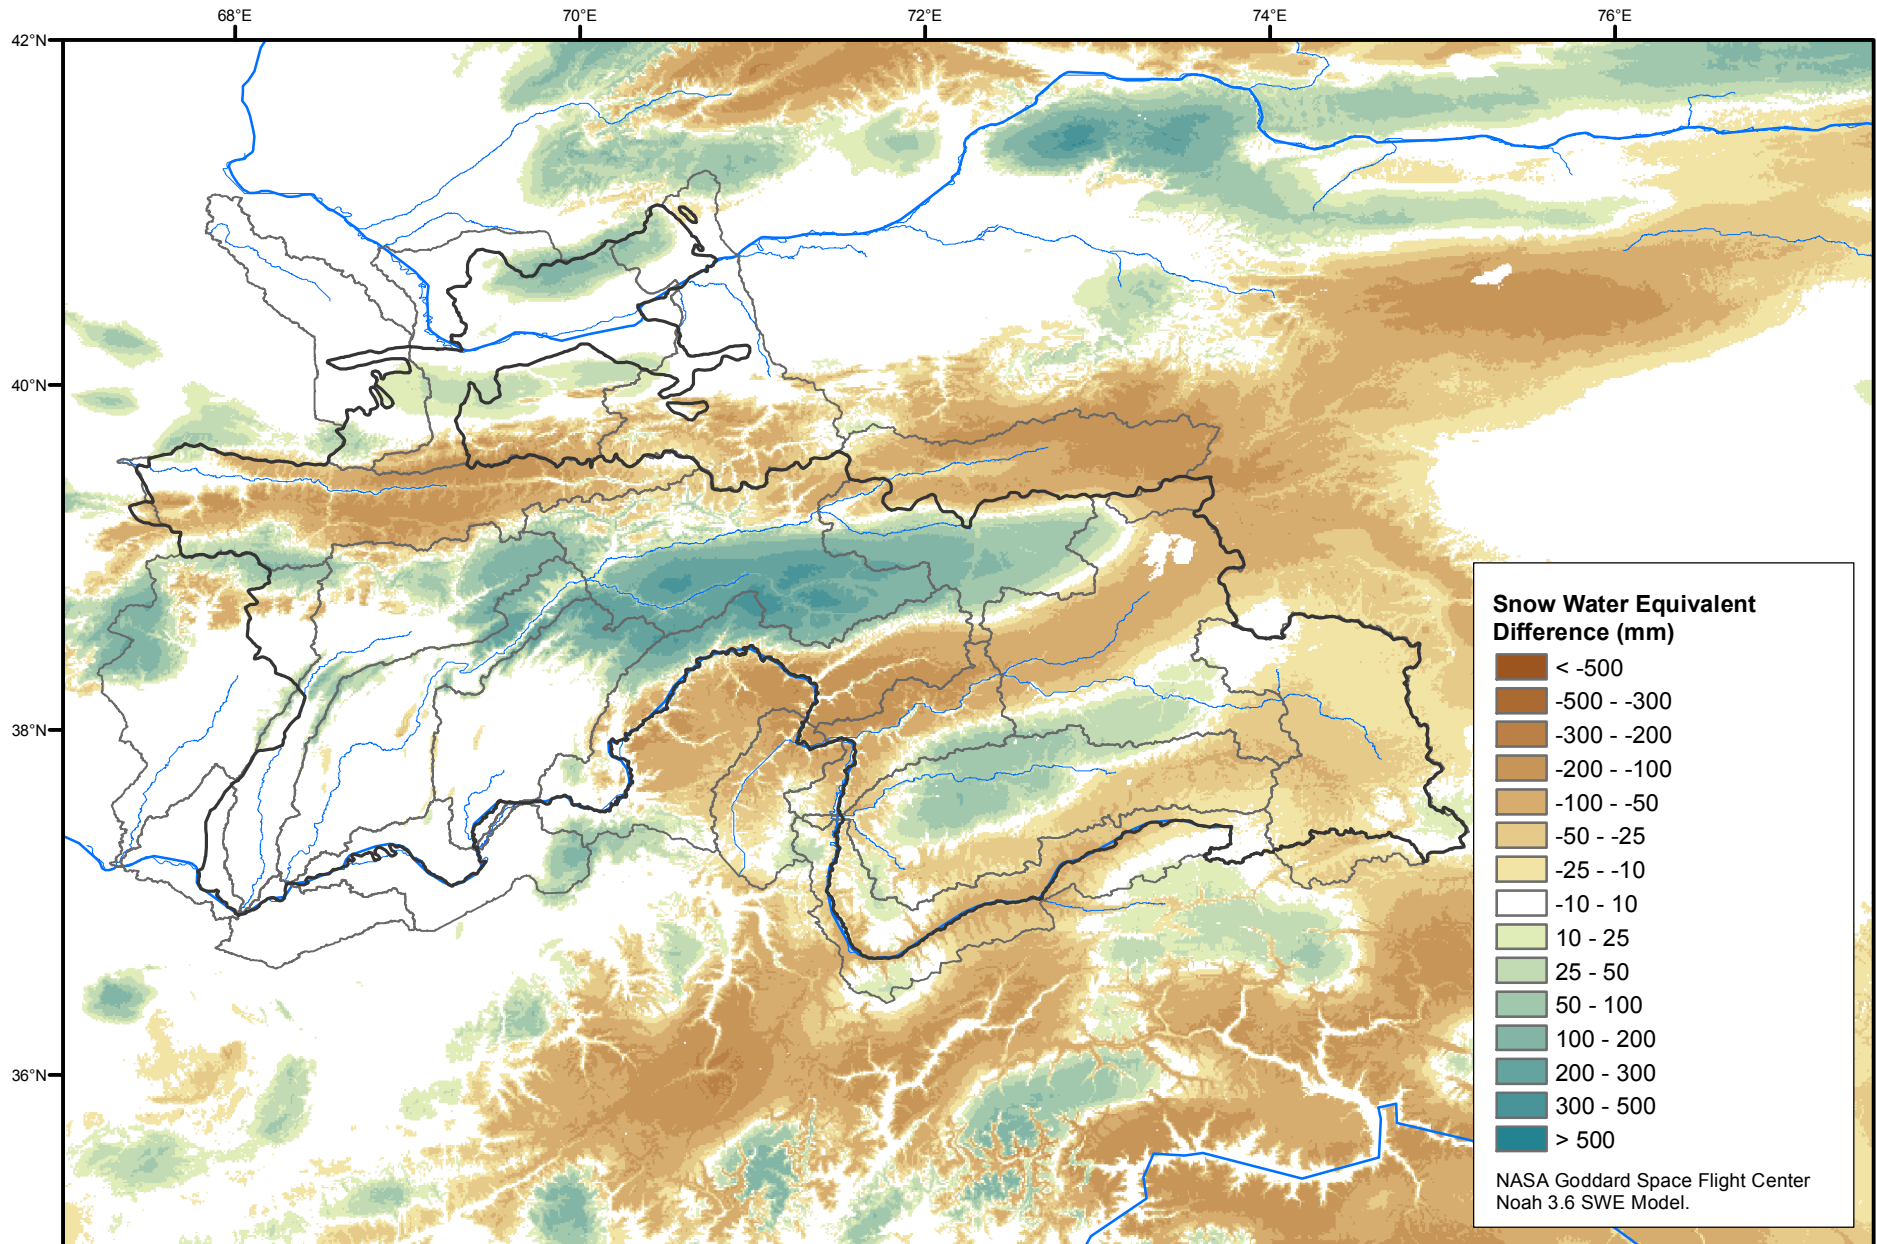 68°E 70°E 72°E 74°E 76°E
42°N
40°N
38°N
36°N
Snow Water Equivalent
Difference (mm)
< -500
-500 - -300
-300 - -200
-200 - -100
-100 - -50
-50 - -25
-25 - -10
-10 - 10
10 - 25
25 - 50
50 - 100
100 - 200
200 - 300
300 - 500
> 500
NASA Goddard Space Flight Center
Noah 3.6 SWE Model.